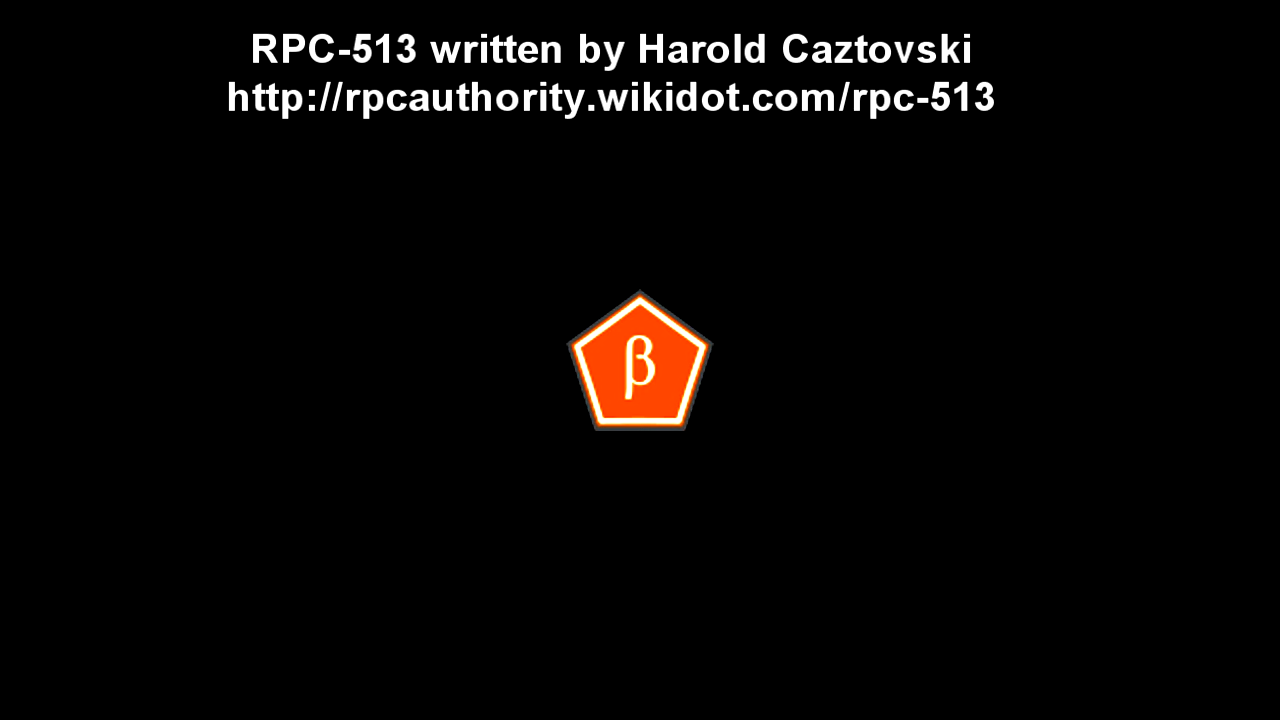 RPC-513 written by Harold Caztovski
http://rpcauthority.wikidot.com/rpc-513
β